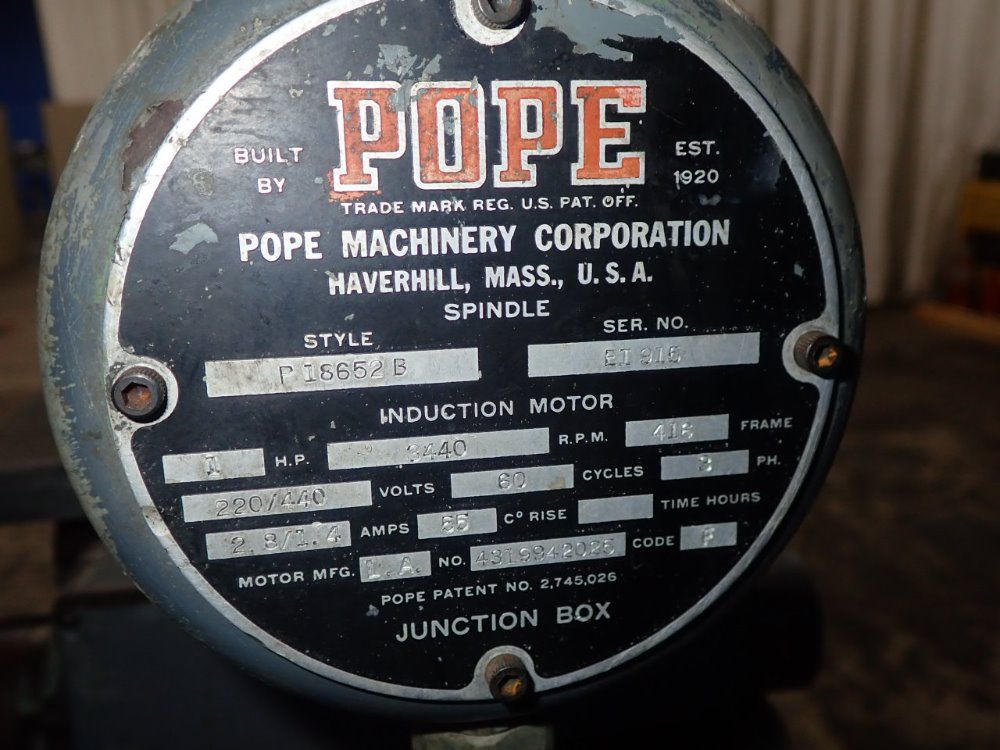 BUILT BY POPE EST. 1920
TRADE MARK REG. U.S. PAT. OFF.
POPE MACHINERY CORPORATION
HAVERHILL, MASS., U.S.A.
SPINDLE
STYLE SER. NO.
P I8652 B
INDUCTION MOTOR
I H.P. 3440 R.P.M. FRAME
220/440 VOLTS 60 CYCLES 3 PH.
2.8/1.4 AMPS 55 C° RISE TIME HOURS
MOTOR MFG. L.A. NO. 4319942025 CODE
POPE PATENT NO. 2,745,026
JUNCTION BOX